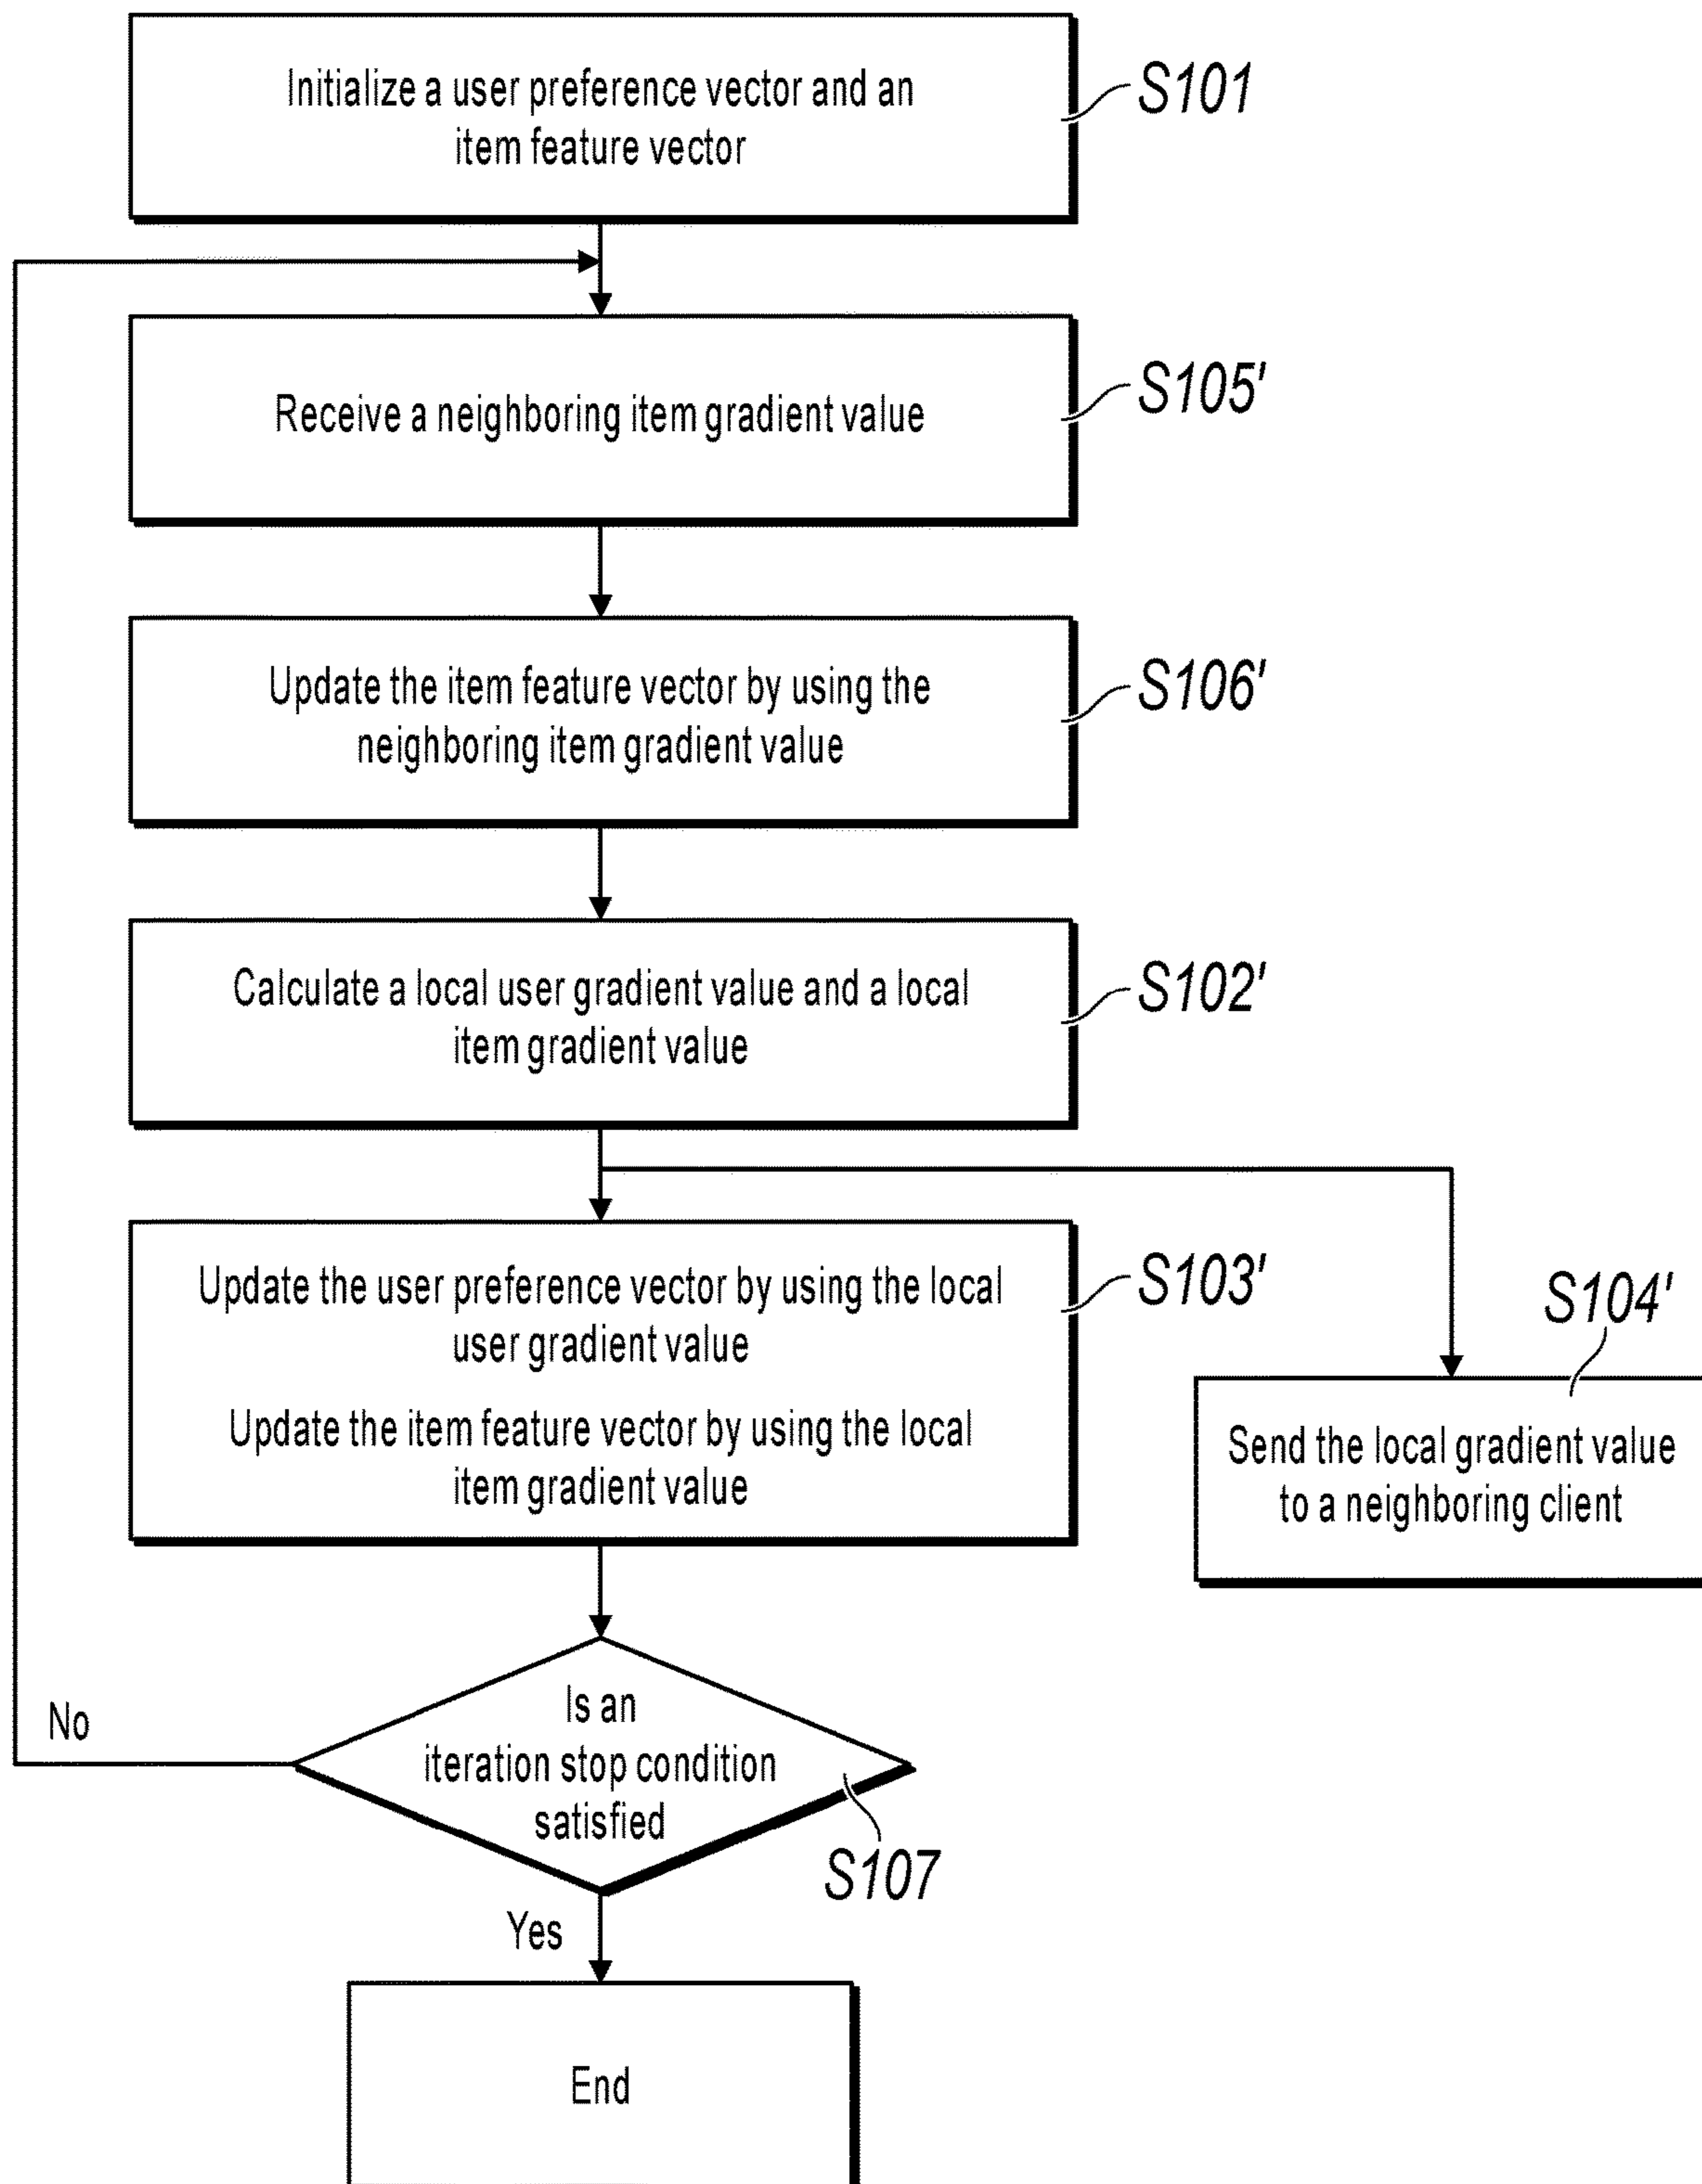 Initialize a user preference vector and an
item feature vector
S101
Receive a neighboring item gradient value
S105'
Update the item feature vector by using the
neighboring item gradient value
S106'
Calculate a local user gradient value and a local
item gradient value
S102'
Update the user preference vector by using the local
user gradient value
Update the item feature vector by using the local
item gradient value
S103'
S104'
Send the local gradient value
to a neighboring client
Is an
iteration stop condition
satisfied
S107
No
Yes
End